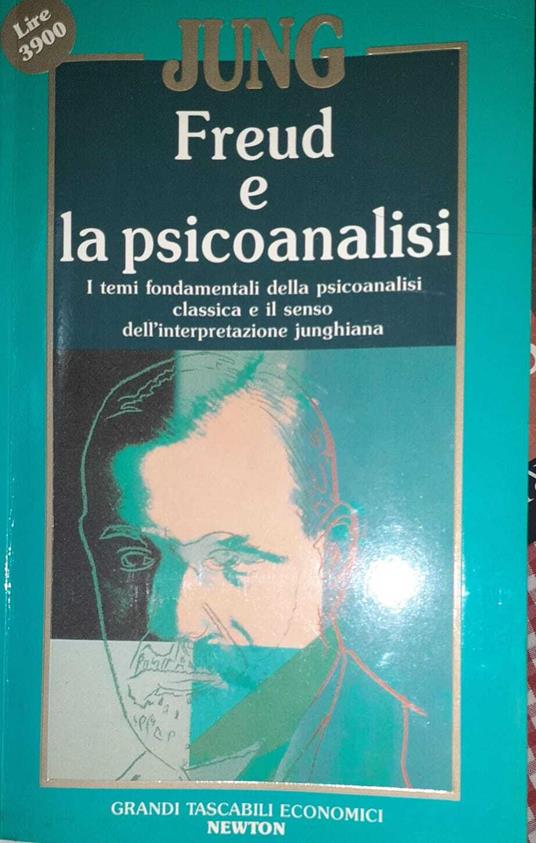 Lire
3900
JUNG
Freud
e
la psicoanalisi
I temi fondamentali della psicoanalisi
classica e il senso
dell'interpretazione junghiana
GRANDI TASCABILI ECONOMICI
NEWTON